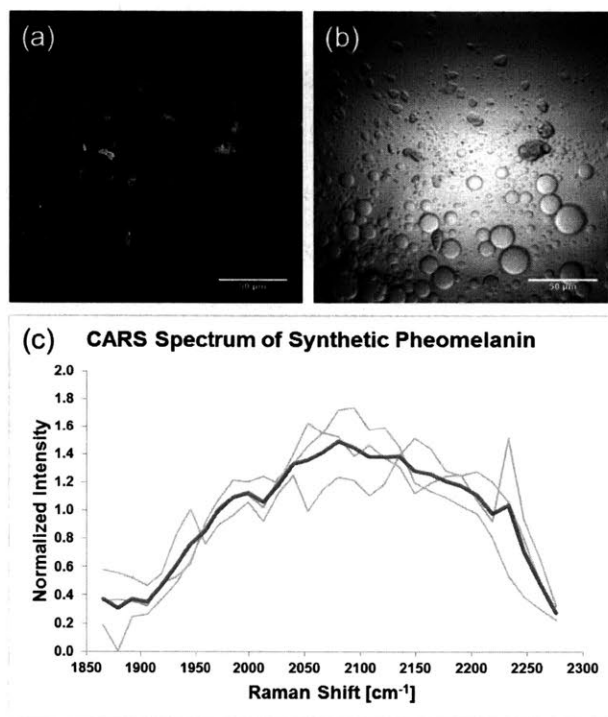 (a)
(b)
50 µm
(c) CARS Spectrum of Synthetic Pheomelanin
Normalized Intensity
2.0
1.8
1.6
1.4
1.2
1.0
0.8
0.6
0.4
0.2
0.0
1850 1900 1950 2000 2050 2100 2150 2200 2250 2300
Raman Shift [cm⁻¹]